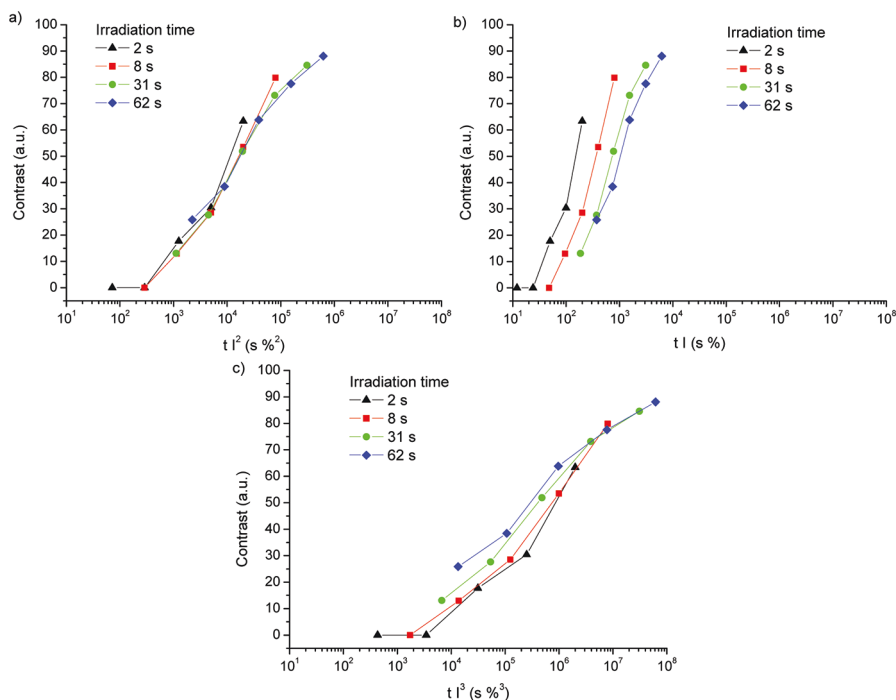 a)
Irradiation time
2 s
8 s
31 s
62 s
100
90
80
70
60
50
40
30
20
10
0
Contrast (a.u.)
10¹ 10² 10³ 10⁴ 10⁵ 10⁶ 10⁷ 10⁸
t I² (s %²)
b)
Irradiation time
2 s
8 s
31 s
62 s
100
90
80
70
60
50
40
30
20
10
0
Contrast (a.u.)
10¹ 10² 10³ 10⁴ 10⁵ 10⁶ 10⁷ 10⁸
t I (s %)
c)
Irradiation time
2 s
8 s
31 s
62 s
100
90
80
70
60
50
40
30
20
10
0
Contrast (a.u.)
10¹ 10² 10³ 10⁴ 10⁵ 10⁶ 10⁷ 10⁸
t I³ (s %³)